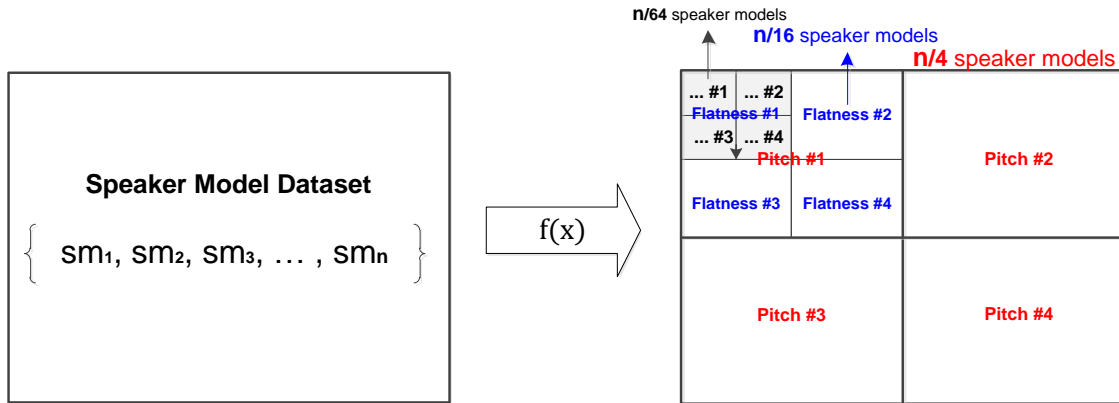 n/64 speaker models
n/16 speaker models
n/4 speaker models
Speaker Model Dataset
{ sm₁, sm₂, sm₃, … , smₙ }
f(x)
... #1 ... #2
Flatness #1
Flatness #2
... #3 ... #4
Pitch #1
Pitch #2
Flatness #3
Flatness #4
Pitch #3
Pitch #4